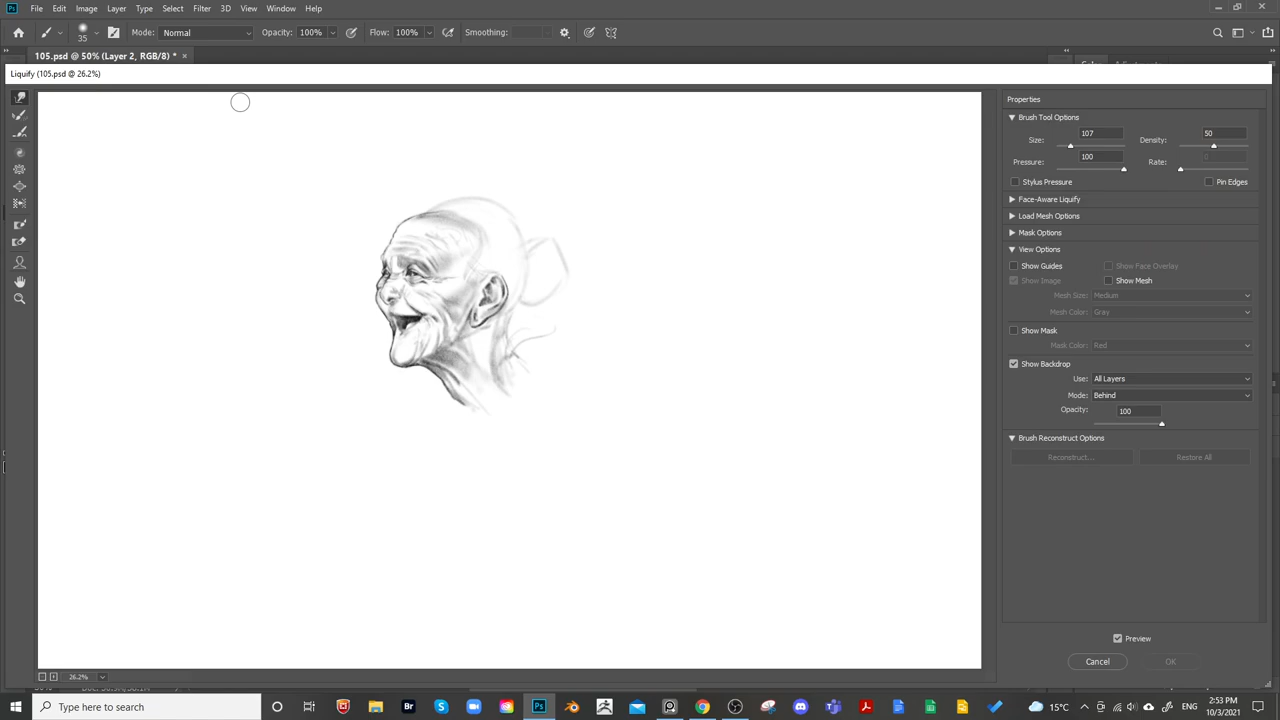 Ps File Edit Image Layer Type Select Filter 3D View Window Help
35 Mode: Normal Opacity: 100% Flow: 100% Smoothing:
105.psd @ 50% (Layer 2, RGB/8) * ×
Liquify (105.psd @ 26.2%)
Properties
Brush Tool Options
Size: 107 Density: 50
Pressure: 100 Rate: 0
Stylus Pressure Pin Edges
Face-Aware Liquify
Load Mesh Options
Mask Options
View Options
Show Guides Show Face Overlay
Show Image Show Mesh
Mesh Size: Medium
Mesh Color: Gray
Show Mask
Mask Color: Red
Show Backdrop
Use: All Layers
Mode: Behind
Opacity: 100
Brush Reconstruct Options
Reconstruct... Restore All
Preview
Cancel OK
26.2%
Type here to search Br Ps 15°C 2:53 PM
10/3/2021